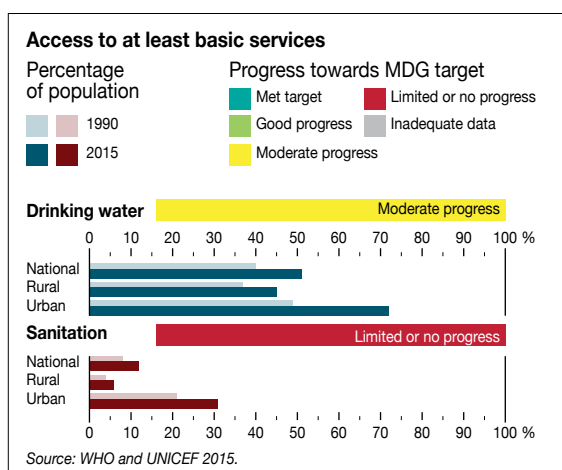 Access to at least basic services
Percentage of population
1990
2015
Progress towards MDG target
Met target
Limited or no progress
Good progress
Inadequate data
Moderate progress
Drinking water
Moderate progress
0 10 20 30 40 50 60 70 80 90 100 %
National
Rural
Urban
Sanitation
Limited or no progress
National
Rural
Urban
0 10 20 30 40 50 60 70 80 90 100 %
Source: WHO and UNICEF 2015.